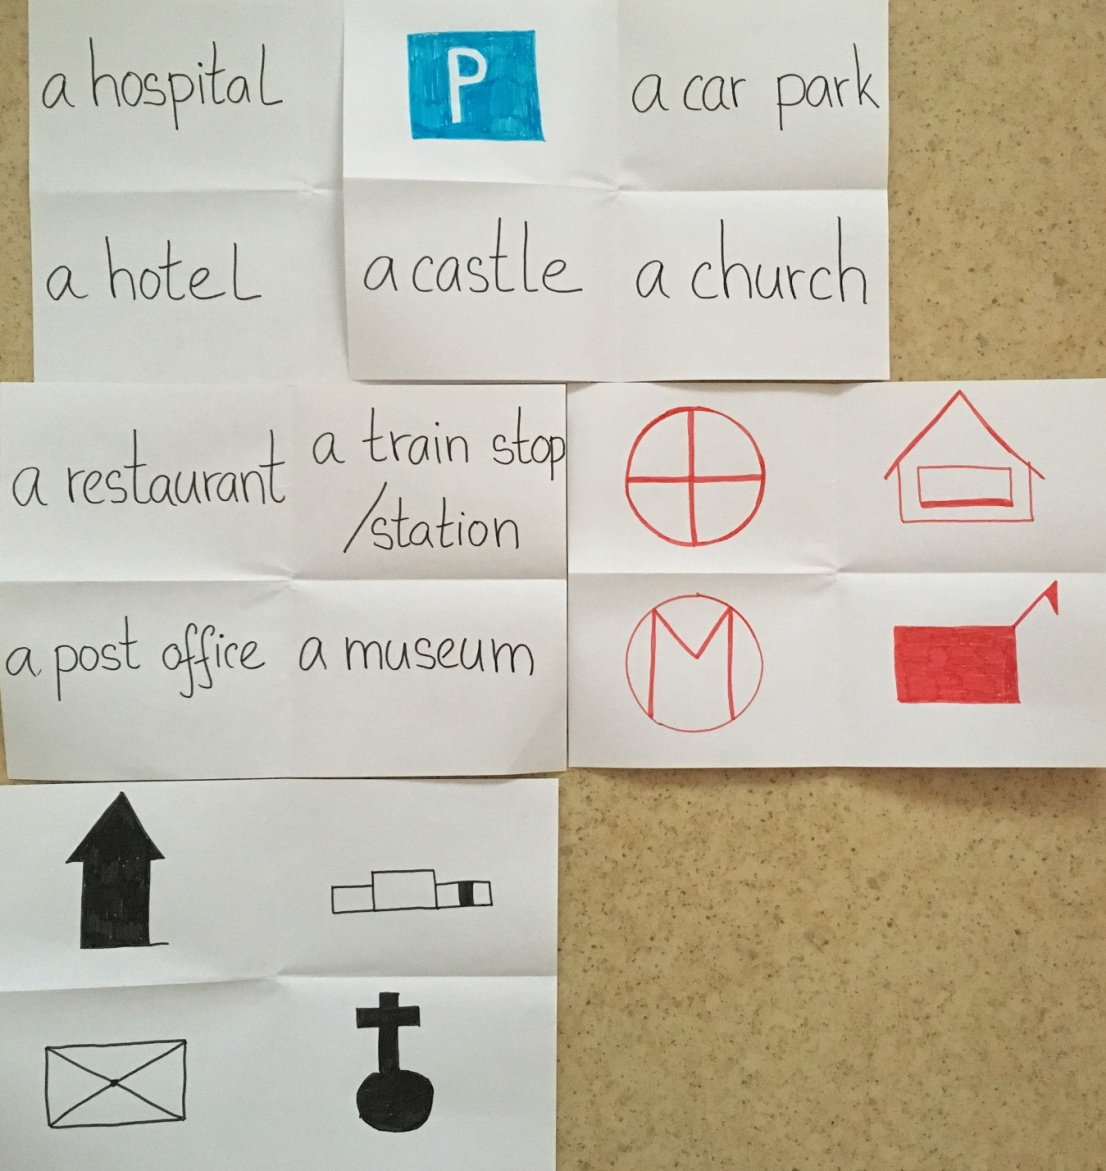 a hospital
P
a car park
a hotel
a castle
a church
a restaurant
a train stop
/station
a post office
a museum
M